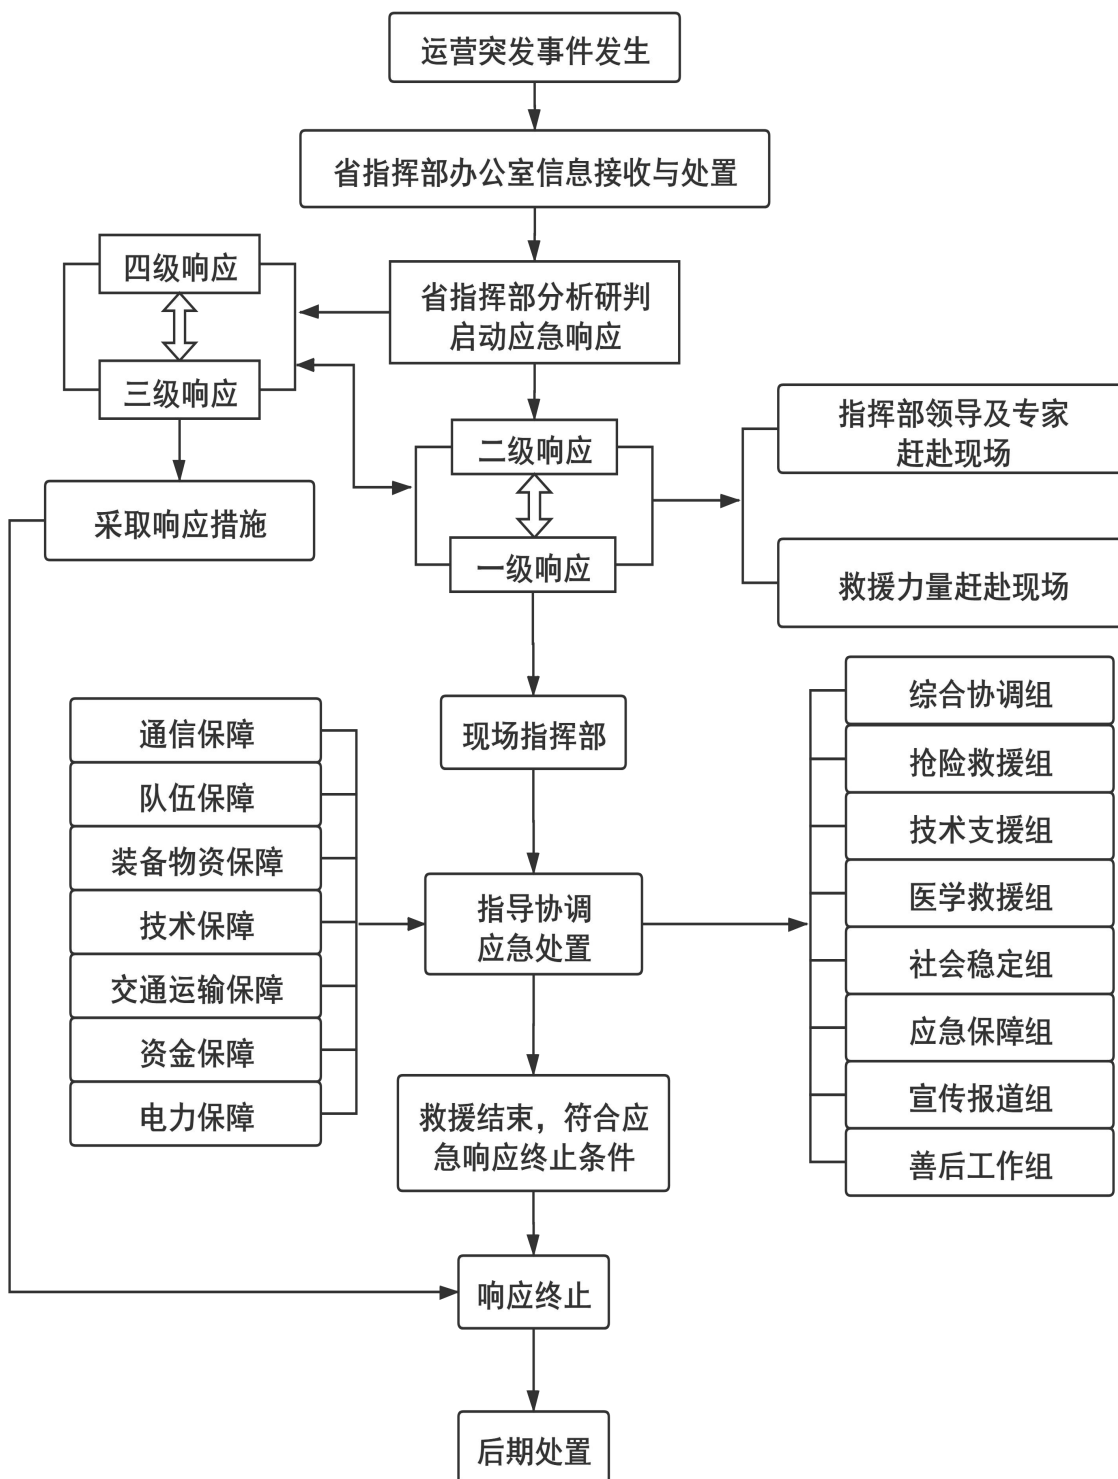 运营突发事件发生
省指挥部办公室信息接收与处置
四级响应
省指挥部分析研判
启动应急响应
三级响应
二级响应
指挥部领导及专家
赶赴现场
采取响应措施
一级响应
救援力量赶赴现场
现场指挥部
通信保障
队伍保障
装备物资保障
技术保障
交通运输保障
资金保障
电力保障
指导协调
应急处置
综合协调组
抢险救援组
技术支援组
医学救援组
社会稳定组
应急保障组
宣传报道组
善后工作组
救援结束，符合应
急响应终止条件
响应终止
后期处置